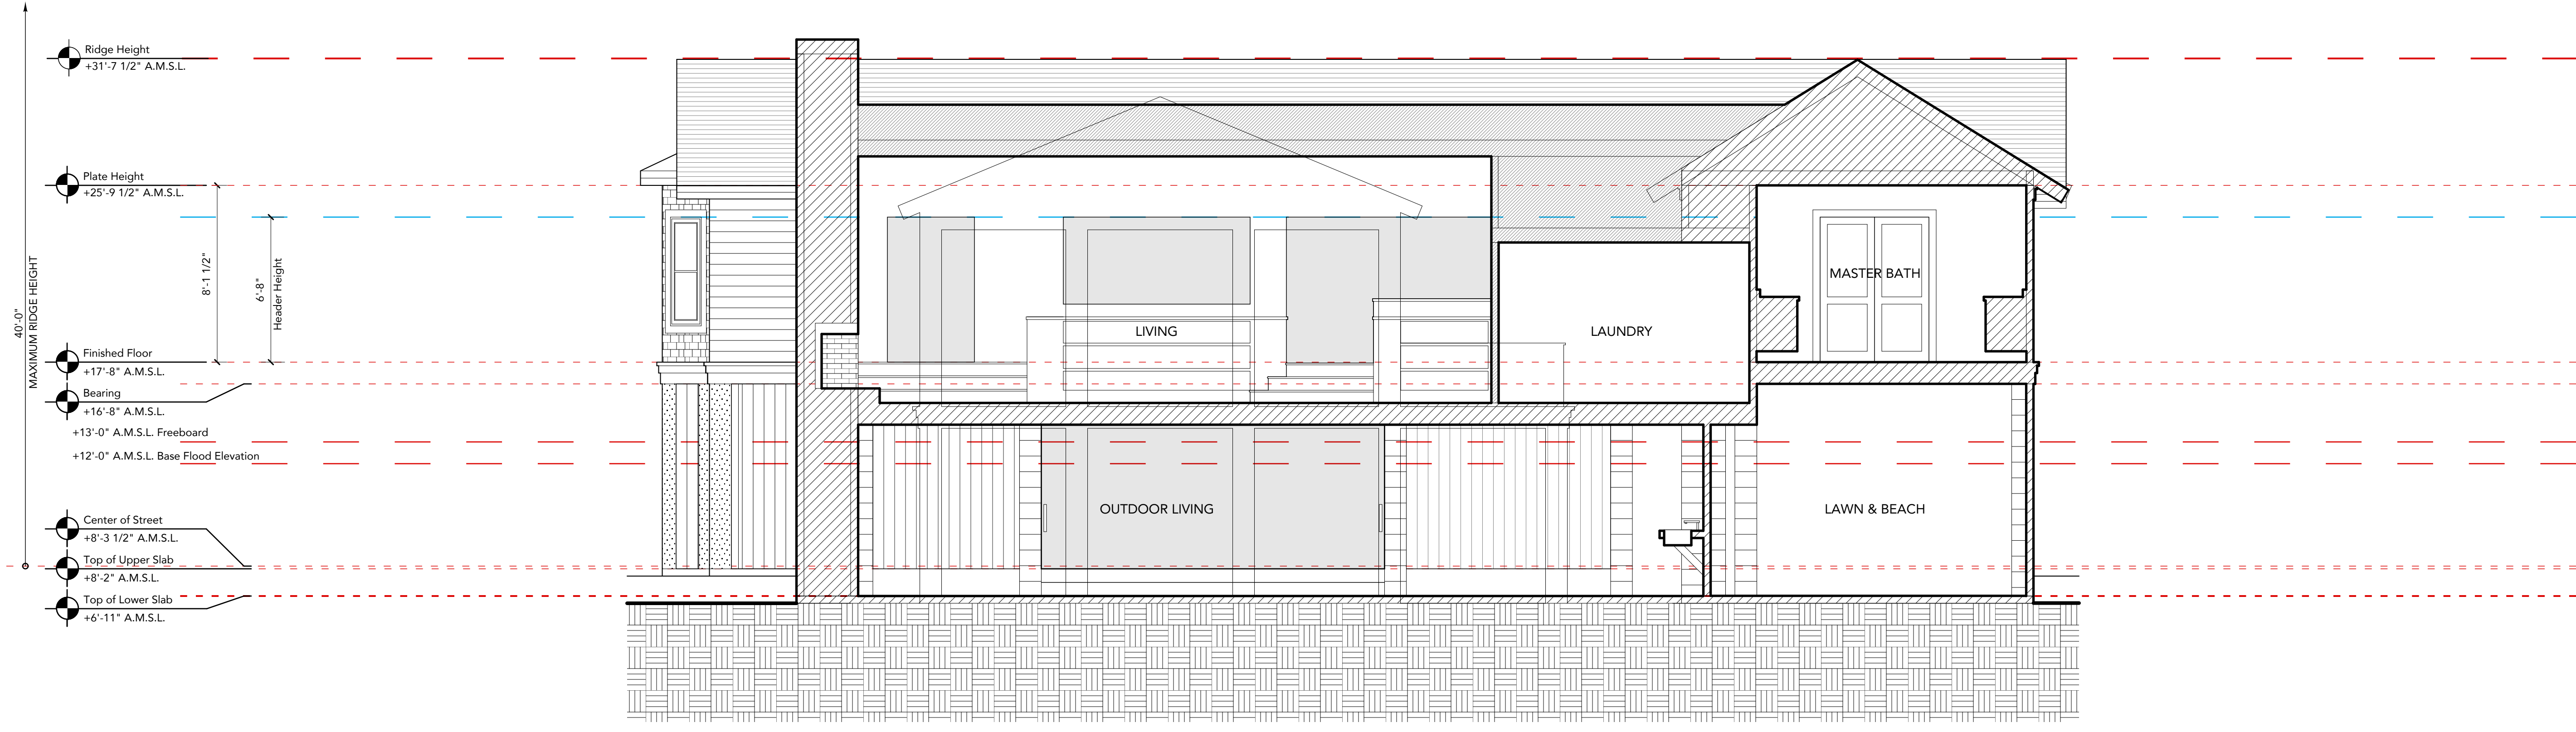 Ridge Height
+31'-7 1/2" A.M.S.L.
Plate Height
+25'-9 1/2" A.M.S.L.
8'-1 1/2"
6'-8"
Header Height
40'-0"
MAXIMUM RIDGE HEIGHT
Finished Floor
+17'-8" A.M.S.L.
Bearing
+16'-8" A.M.S.L.
+13'-0" A.M.S.L. Freeboard
+12'-0" A.M.S.L. Base Flood Elevation
Center of Street
+8'-3 1/2" A.M.S.L.
Top of Upper Slab
+8'-2" A.M.S.L.
Top of Lower Slab
+6'-11" A.M.S.L.
LIVING
LAUNDRY
MASTER BATH
OUTDOOR LIVING
LAWN & BEACH